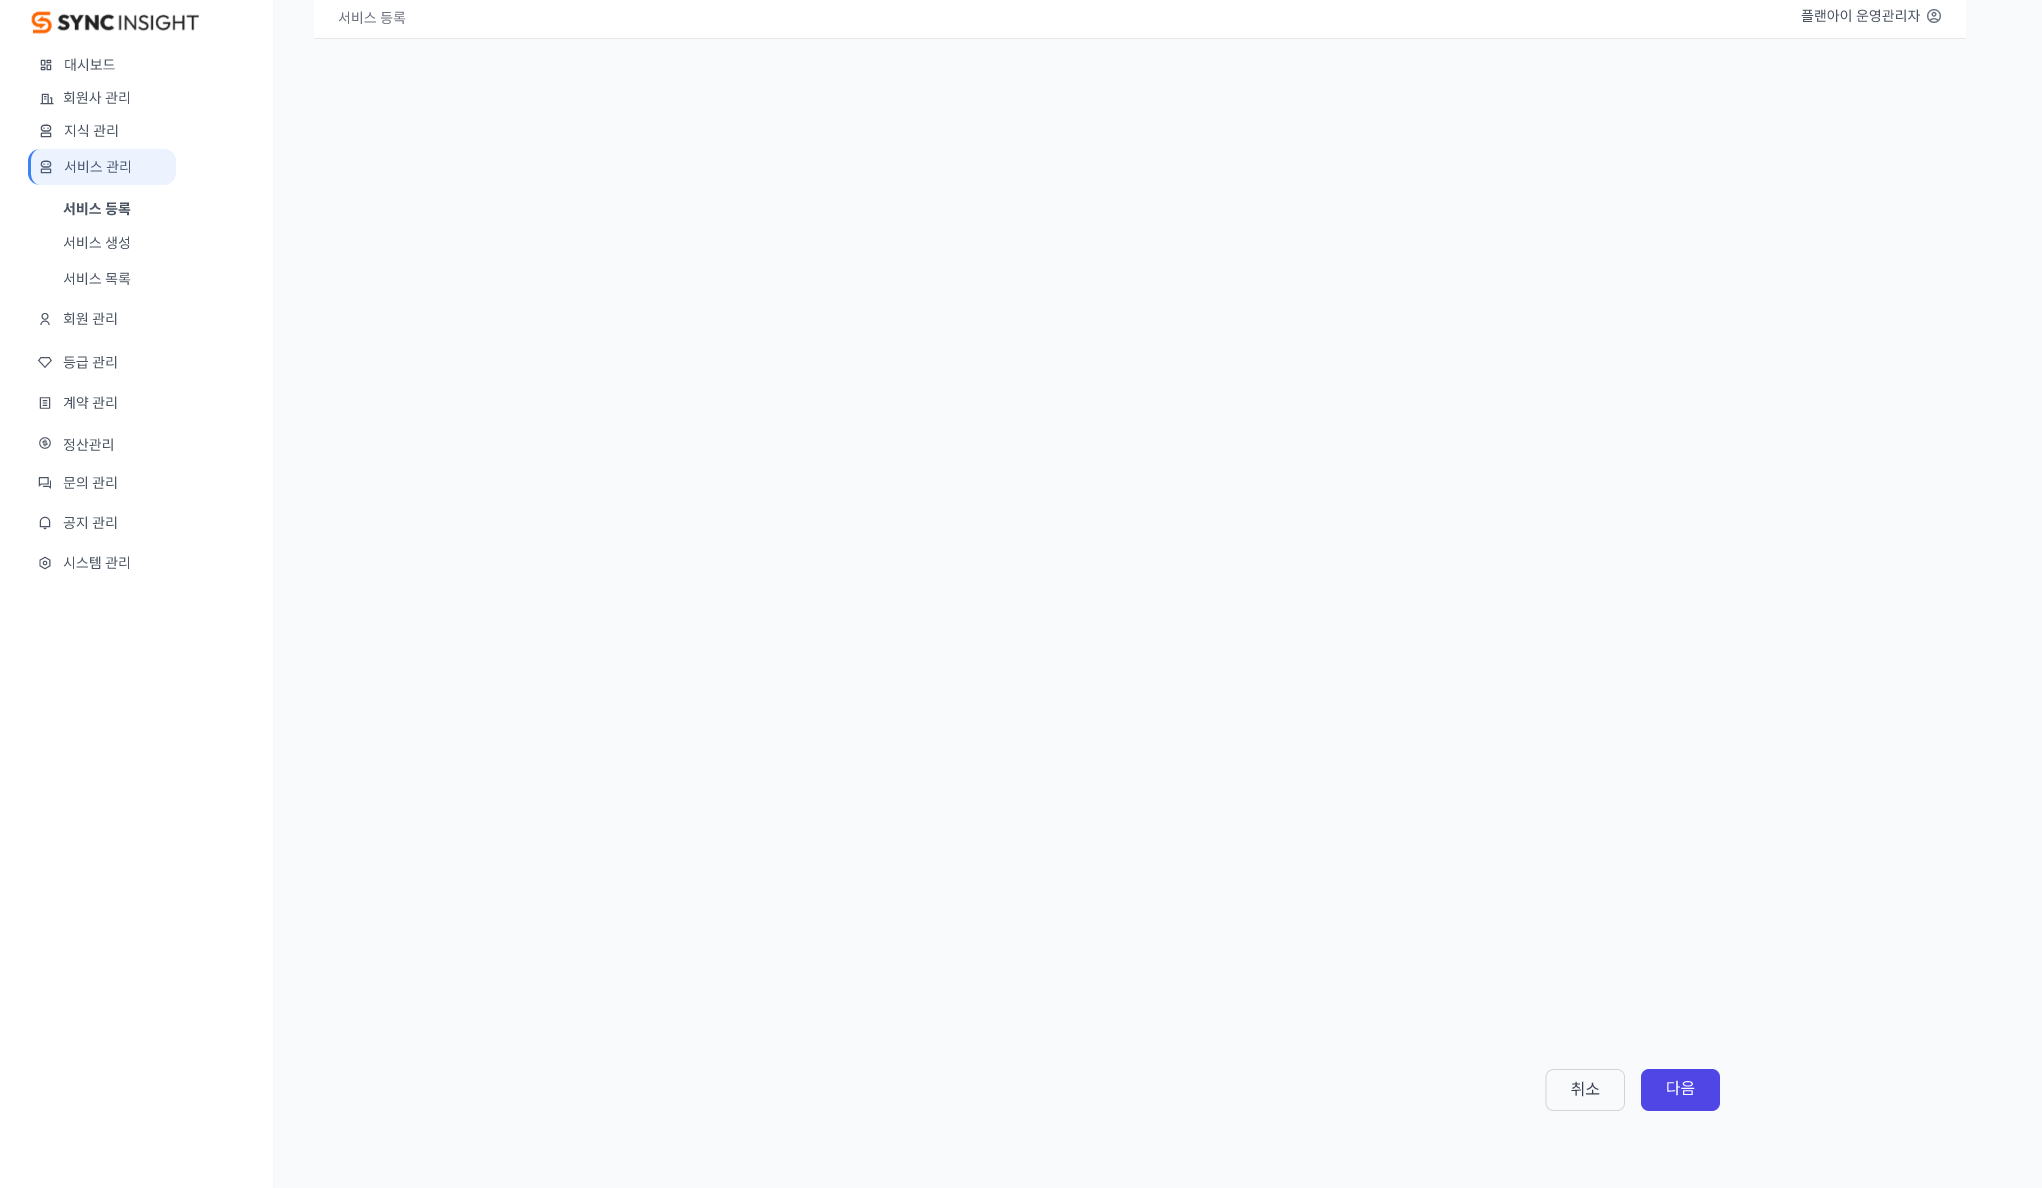 SYNC INSIGHT
서비스 등록
플랜아이 운영관리자
대시보드
회원사 관리
지식 관리
서비스 관리
서비스 등록
서비스 생성
서비스 목록
회원 관리
등급 관리
계약 관리
정산관리
문의 관리
공지 관리
시스템 관리
취소
다음